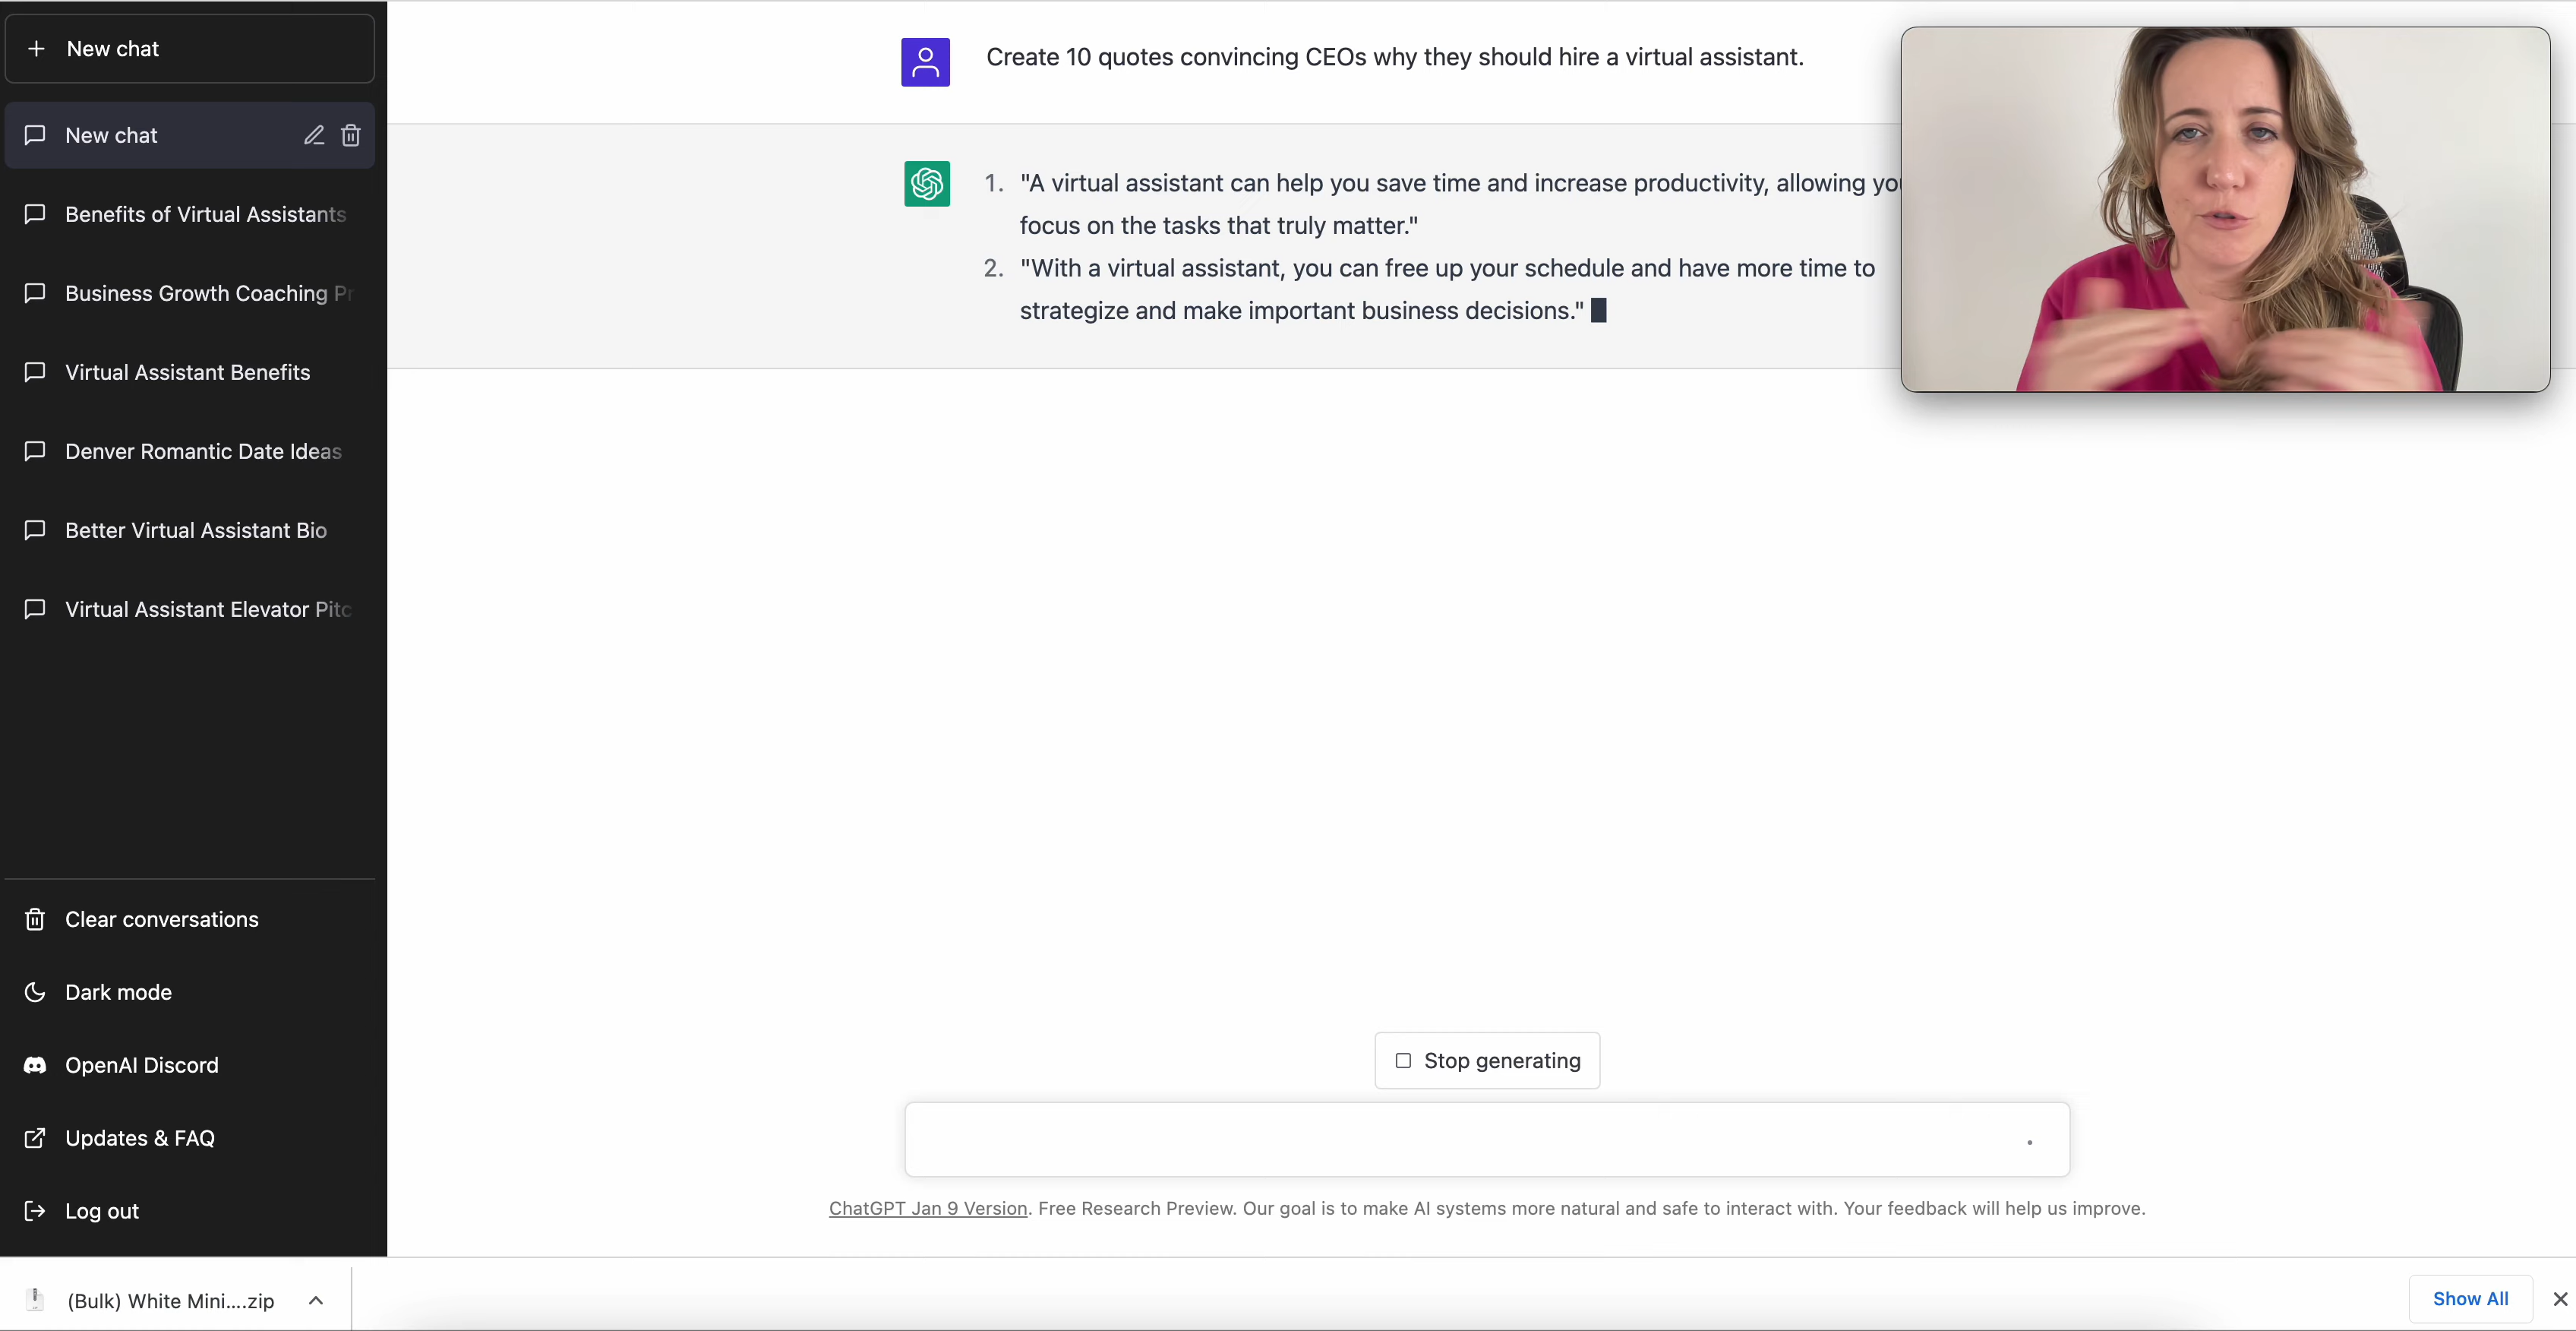 New chat
New chat
Benefits of Virtual Assistants
Business Growth Coaching Pr
Virtual Assistant Benefits
Denver Romantic Date Ideas
Better Virtual Assistant Bio
Virtual Assistant Elevator Pitc
Clear conversations
Dark mode
OpenAI Discord
Updates & FAQ
Log out
Create 10 quotes convincing CEOs why they should hire a virtual assistant.
1. "A virtual assistant can help you save time and increase productivity, allowing you
focus on the tasks that truly matter."
2. "With a virtual assistant, you can free up your schedule and have more time to
strategize and make important business decisions."
Stop generating
ChatGPT Jan 9 Version. Free Research Preview. Our goal is to make AI systems more natural and safe to interact with. Your feedback will help us improve.
(Bulk) White Mini....zip
Show All